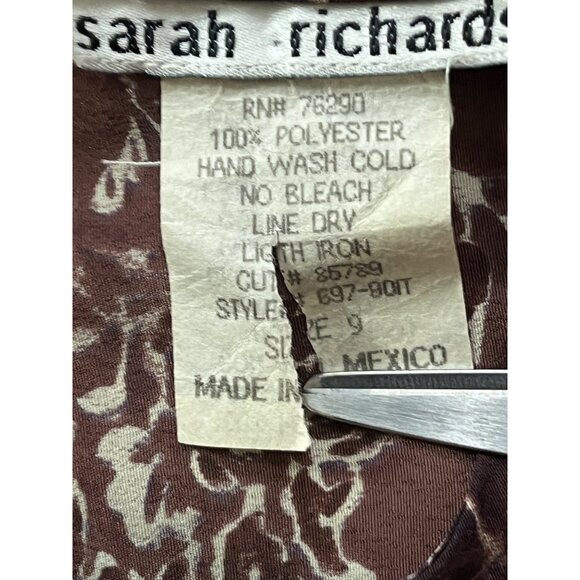 sarah richards
RN# 76290
100% POLYESTER
HAND WASH COLD
NO BLEACH
LINE DRY
LIGTH IRON
CUT# 85789
STYLE# 697-801T
SIZE 9
MADE IN MEXICO